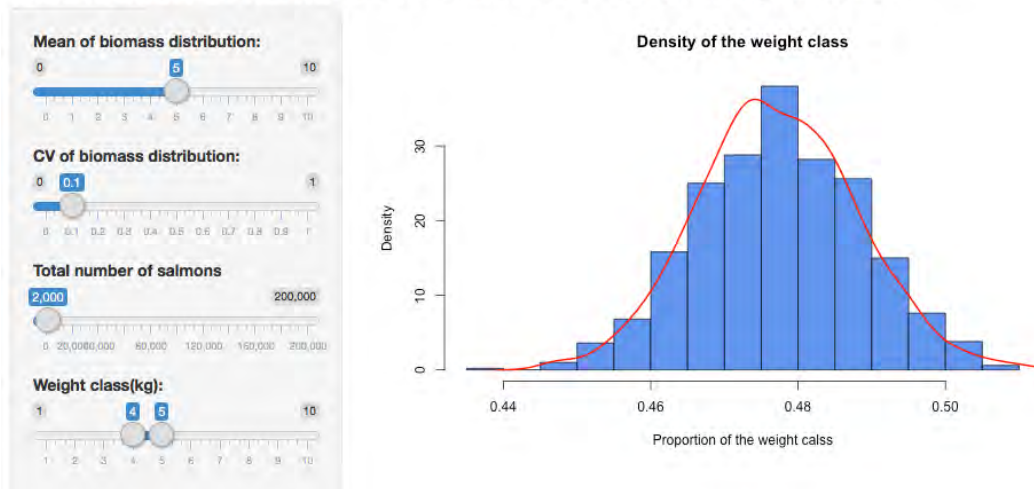 Mean of biomass distribution:
0 5 10
0 1 2 3 4 5 6 7 8 9 10
CV of biomass distribution:
0 0.1 1
0 0.1 0.2 0.3 0.4 0.5 0.6 0.7 0.8 0.9 1
Total number of salmons
2,000 200,000
0 20,000 60,000 120,000 160,000 200,000
Weight class(kg):
1 4 5 10
1 2 3 4 5 6 7 8 9 10
Density of the weight class
Density
30
20
10
0
0.44 0.46 0.48 0.50
Proportion of the weight calss